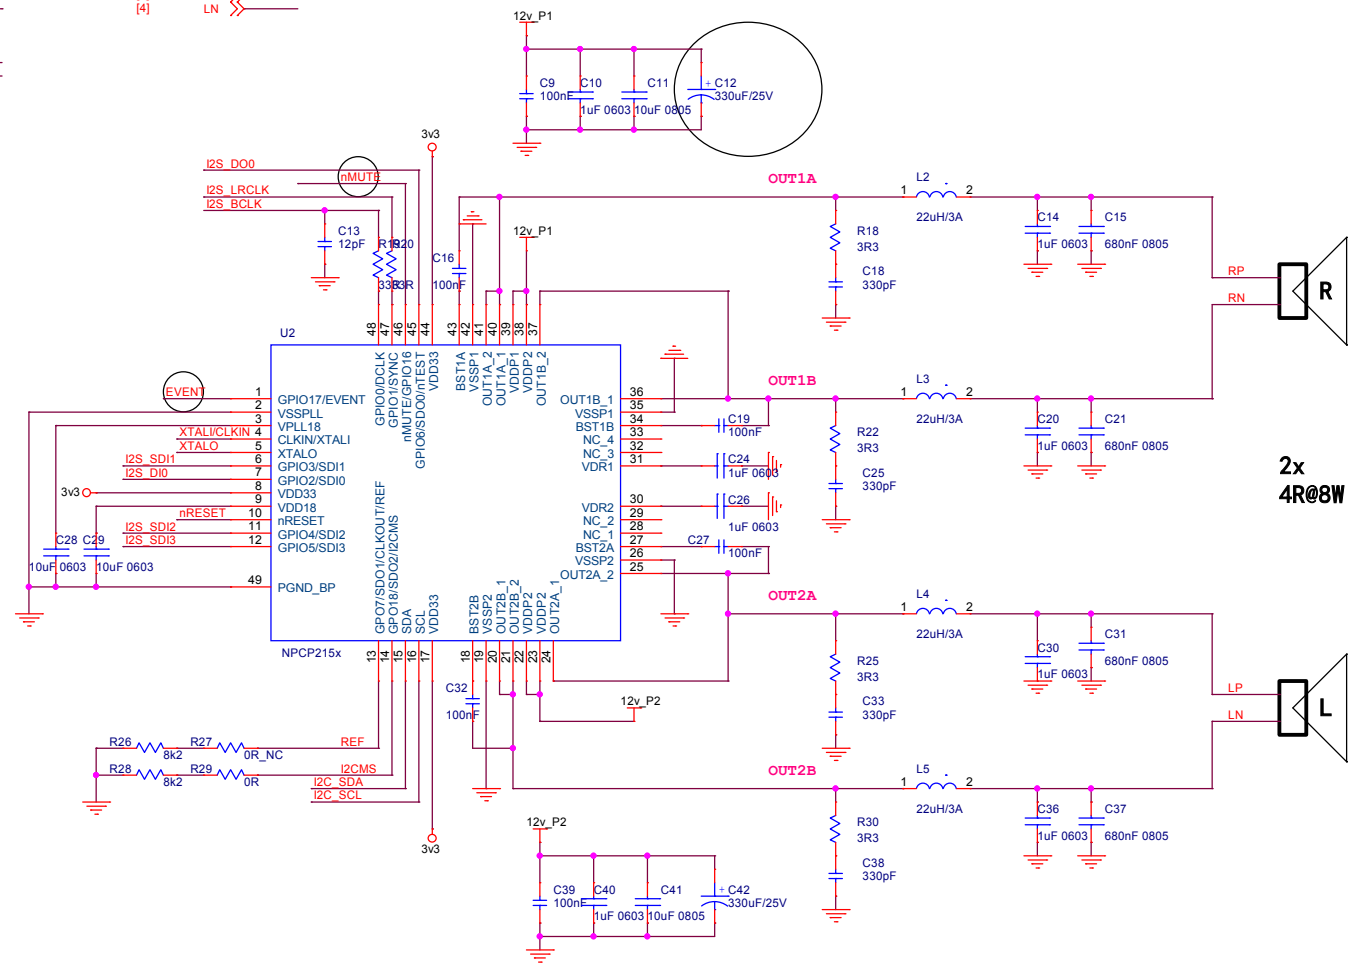 [4] LN
12v_P1
C9 100nF
C10 1uF 0603
C11 10uF 0805
C12 330uF/25V
3v3
I2S_DO0
nMUTE
I2S_LRCLK
I2S_BCLK
C13 12pF
R19 33R
R20 33R
C16 100nF
12v_P1
OUT1A
L2 1 2 22uH/3A
R18 3R3
C18 330pF
C14 1uF 0603
C15 680nF 0805
RP
RN
R
U2
48 47 46 45 44 43 42 41 40 39 38 37
GPIO0/DCLK
GPIO1/SYNC
nMUTE/GPIO16
GPIO6/SDO0/nTEST
VDD33
BST1A
VSSP1
OUT1A_2
OUT1A_1
VDDP1
VDDP2
OUT1B_2
EVENT 1 GPIO17/EVENT
2 VSSPLL
3 VPLL18
XTALI/CLKIN 4 CLKIN/XTALI
XTALO 5 XTALO
I2S_SDI1 6 GPIO3/SDI1
I2S_DI0 7 GPIO2/SDI0
3v3 8 VDD33
9 VDD18
nRESET 10 nRESET
I2S_SDI2 11 GPIO4/SDI2
I2S_SDI3 12 GPIO5/SDI3
49 PGND_BP
C28 10uF 0603
C29 10uF 0603
OUT1B_1 36
VSSP1 35
BST1B 34
NC_4 33
NC_3 32
VDR1 31
VDR2 30
NC_2 29
NC_1 28
BST2A 27
VSSP2 26
OUT2A_2 25
C19 100nF
C24 1uF 0603
C26 1uF 0603
C27 100nF
OUT1B
L3 1 2 22uH/3A
R22 3R3
C25 330pF
C20 1uF 0603
C21 680nF 0805
2x
4R@8W
GPIO7/SDO1/CLKOUT/REF
GPO18/SDO2/I2CMS
SDA
SCL
VDD33
BST2B
VSSP2
OUT2B_1
OUT2B_2
VDDP2
VDDP2
OUT2A_1
NPCP215x
13 14 15 16 17 18 19 20 21 22 23 24
OUT2A
L4 1 2 22uH/3A
R25 3R3
C33 330pF
C30 1uF 0603
C31 680nF 0805
LP
LN
L
C32 100nF
12v_P2
R26 8k2
R27 0R_NC
REF
R28 8k2
R29 0R
I2CMS
I2C_SDA
I2C_SCL
3v3
OUT2B
L5 1 2 22uH/3A
R30 3R3
C38 330pF
C36 1uF 0603
C37 680nF 0805
12v_P2
C39 100nF
C40 1uF 0603
C41 10uF 0805
C42 330uF/25V